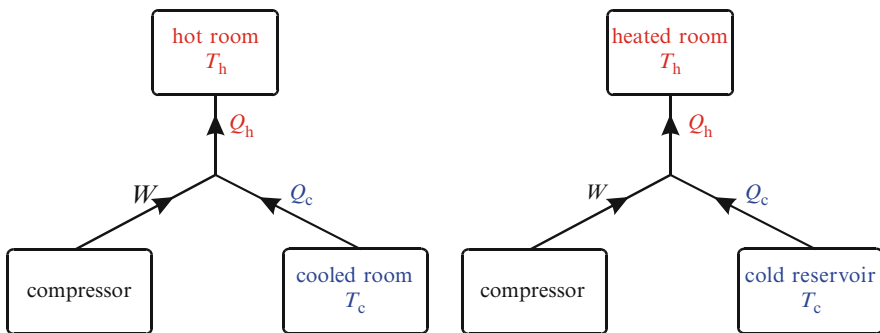 hot room
T_h
Q_h
W
Q_c
compressor
cooled room
T_c
heated room
T_h
Q_h
W
Q_c
compressor
cold reservoir
T_c